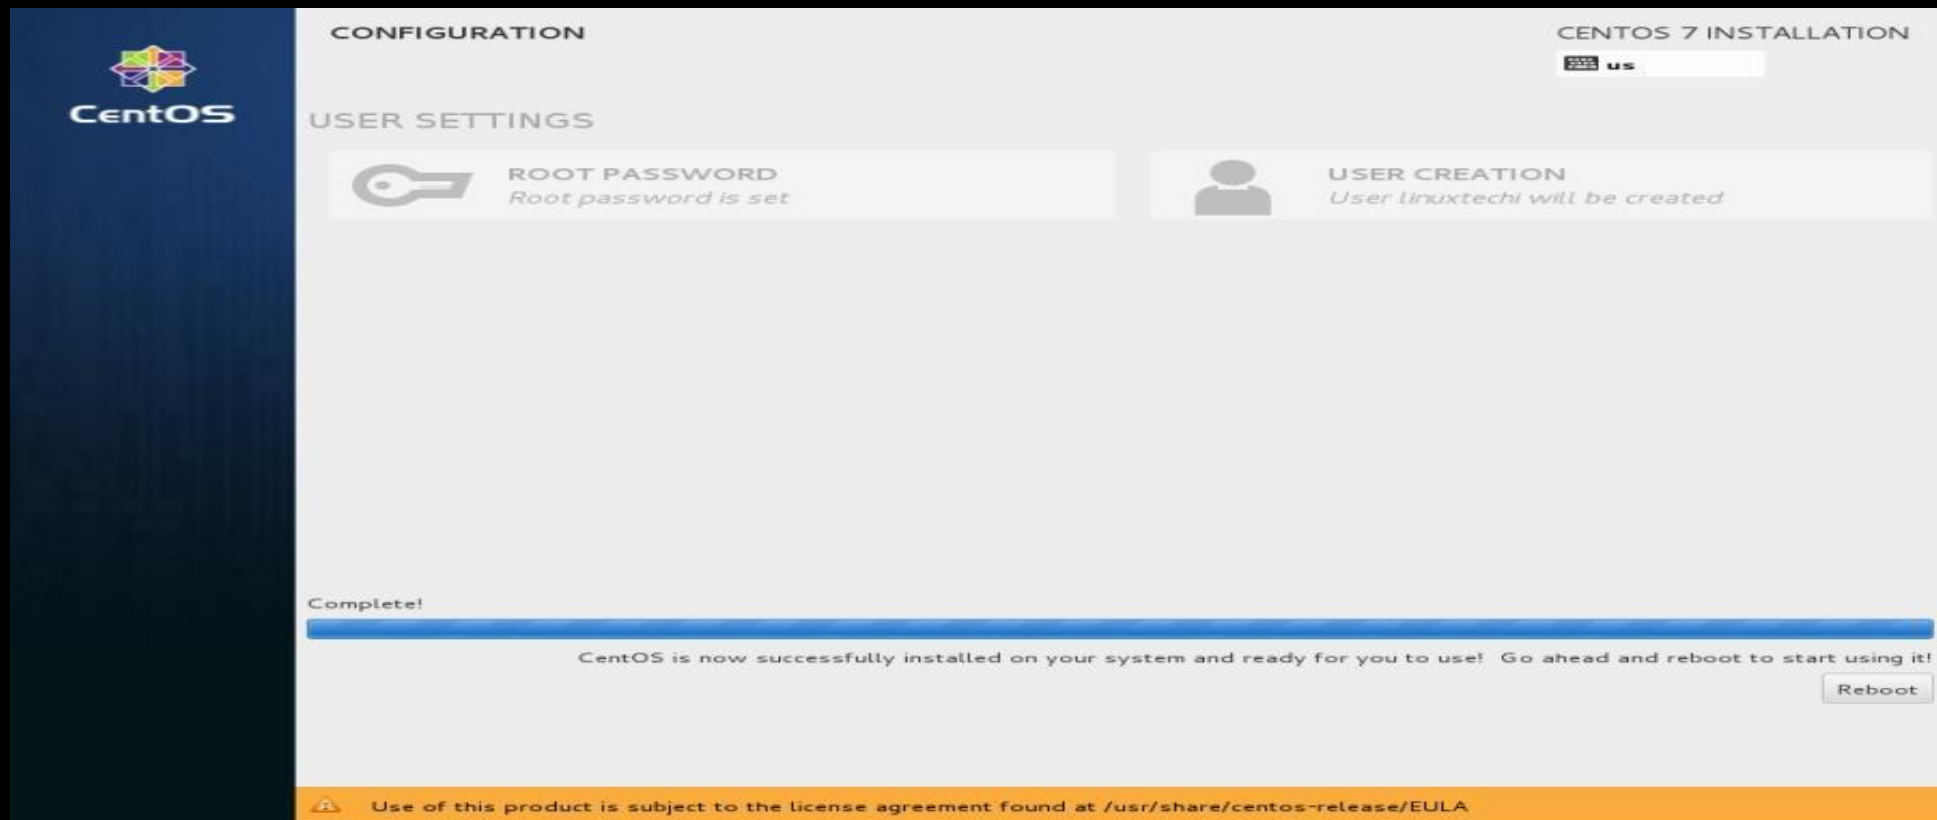 CentOS
CONFIGURATION
CENTOS 7 INSTALLATION
us
USER SETTINGS
ROOT PASSWORD
Root password is set
USER CREATION
User linuxtechi will be created
Complete!
CentOS is now successfully installed on your system and ready for you to use! Go ahead and reboot to start using it!
Reboot
Use of this product is subject to the license agreement found at /usr/share/centos-release/EULA